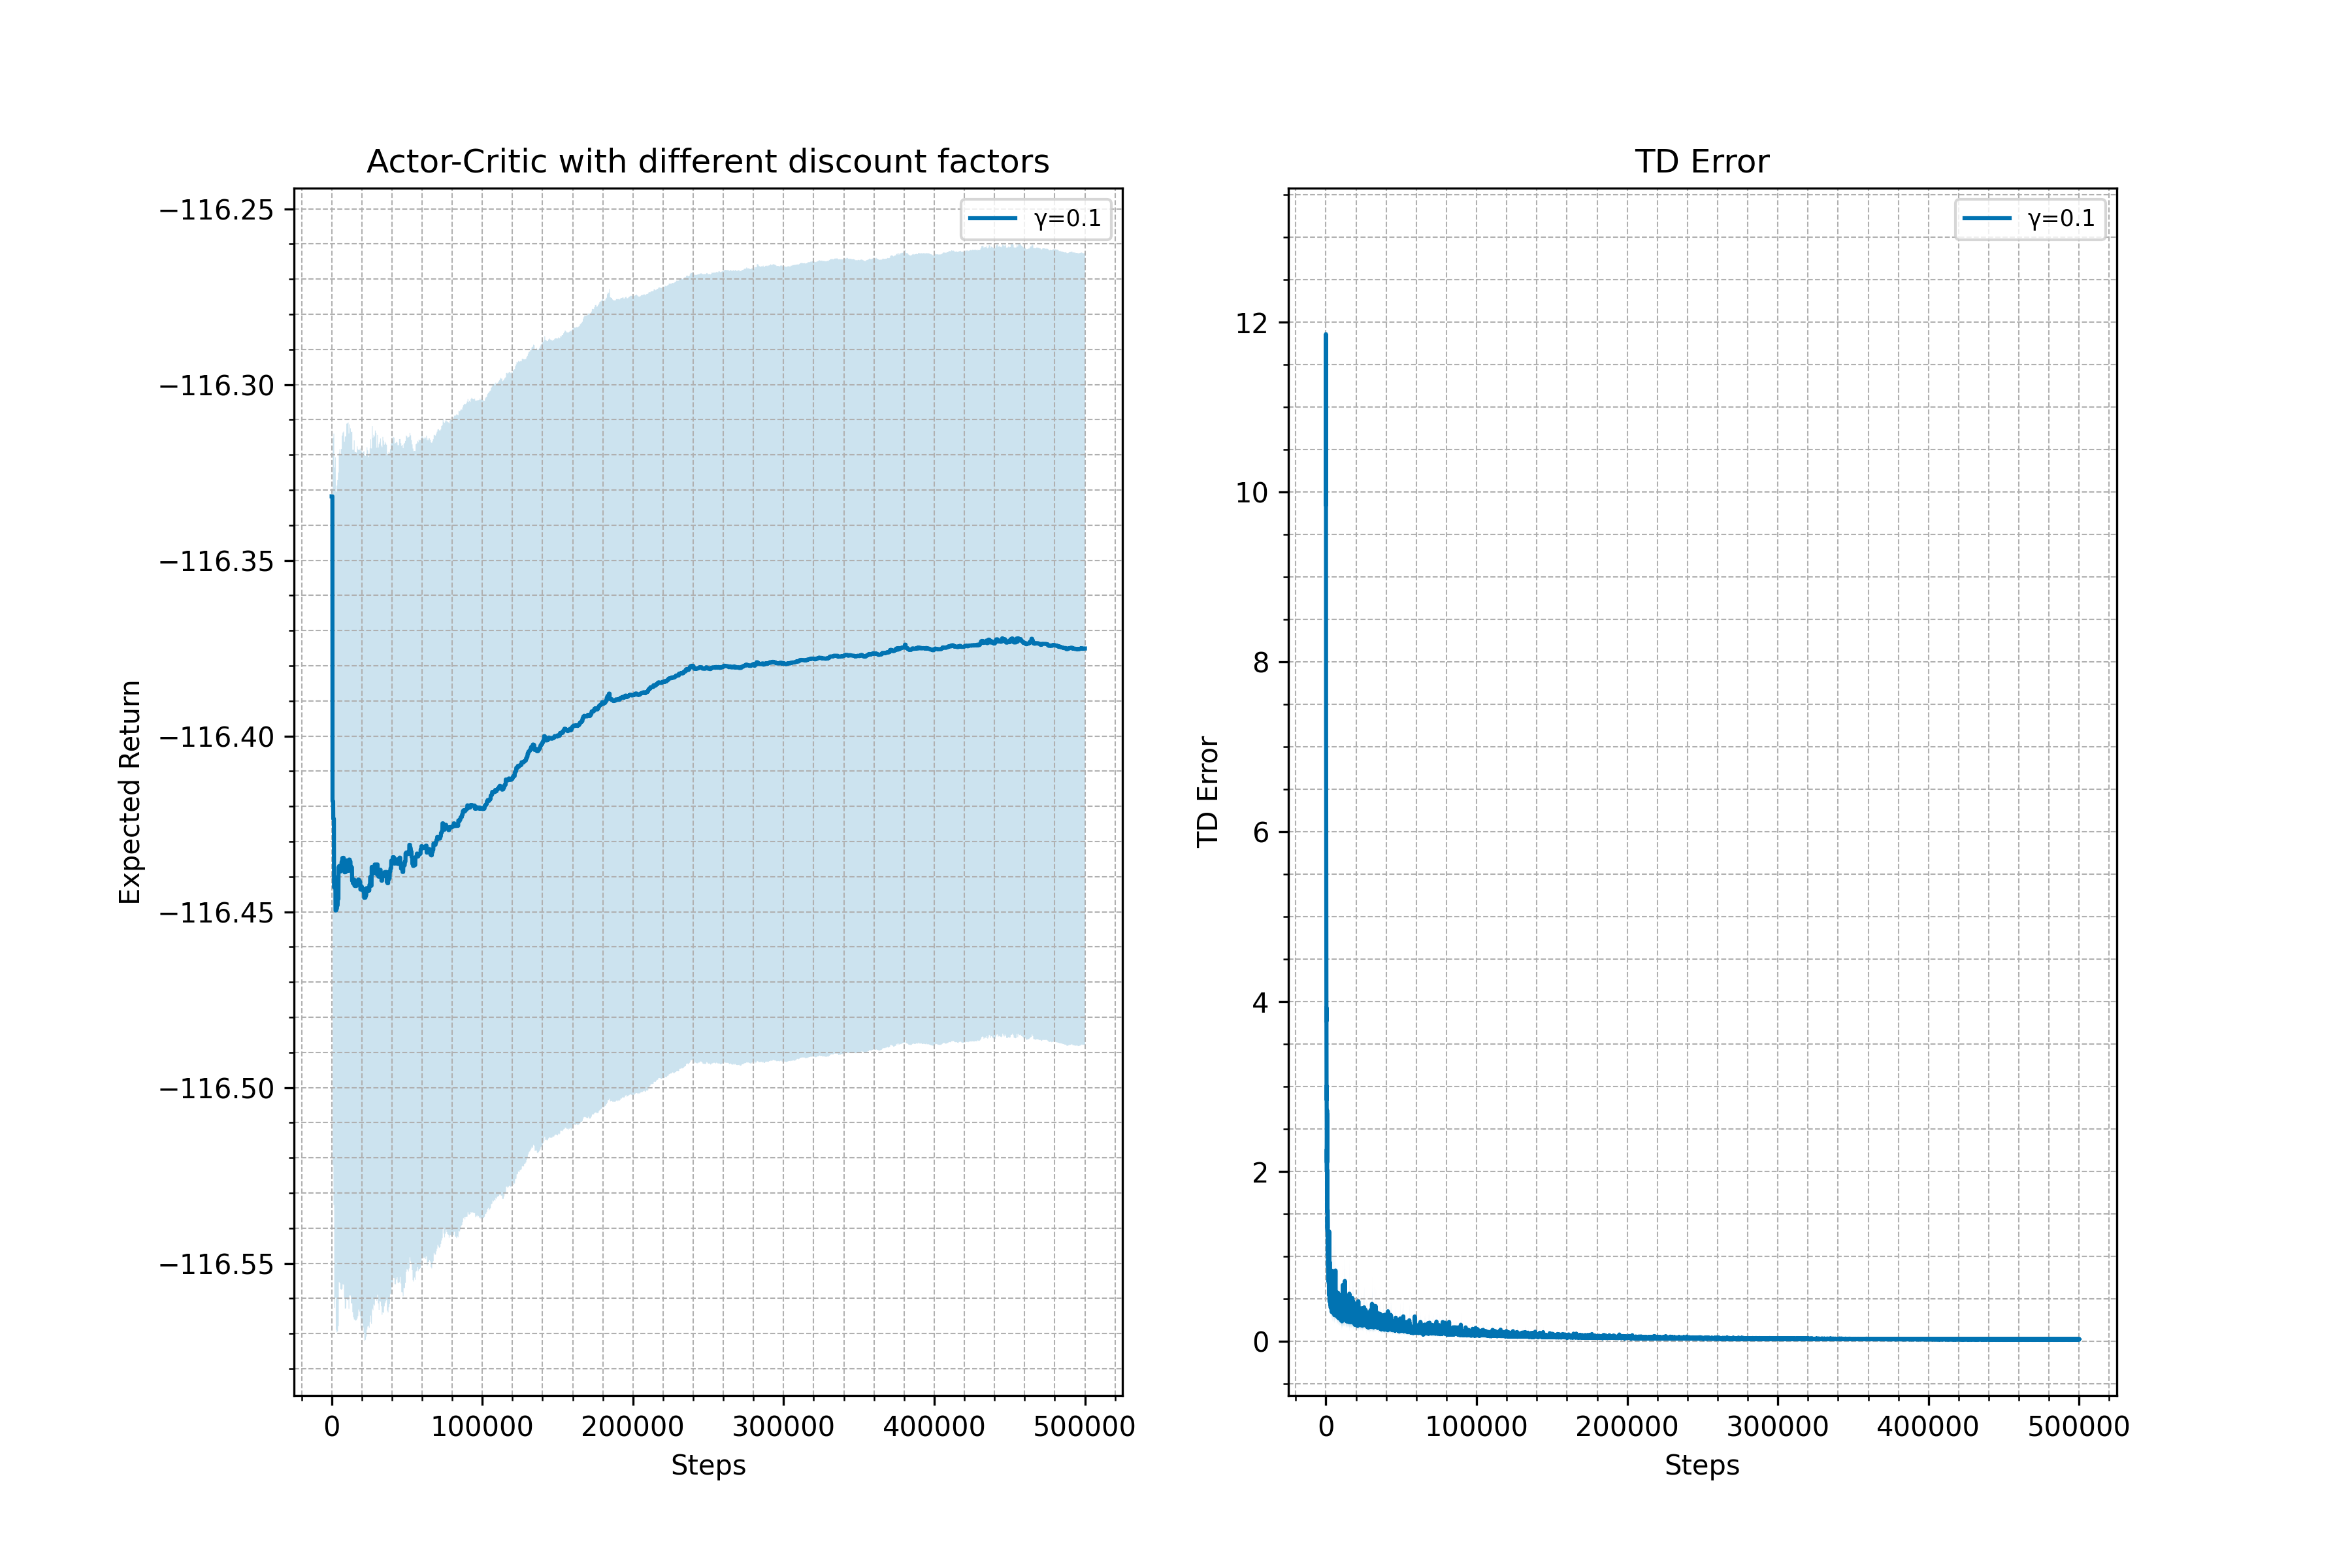 Actor-Critic with different discount factors
γ=0.1
Expected Return
−116.25
−116.30
−116.35
−116.40
−116.45
−116.50
−116.55
0 100000 200000 300000 400000 500000
Steps
TD Error
γ=0.1
TD Error
12
10
8
6
4
2
0
0 100000 200000 300000 400000 500000
Steps